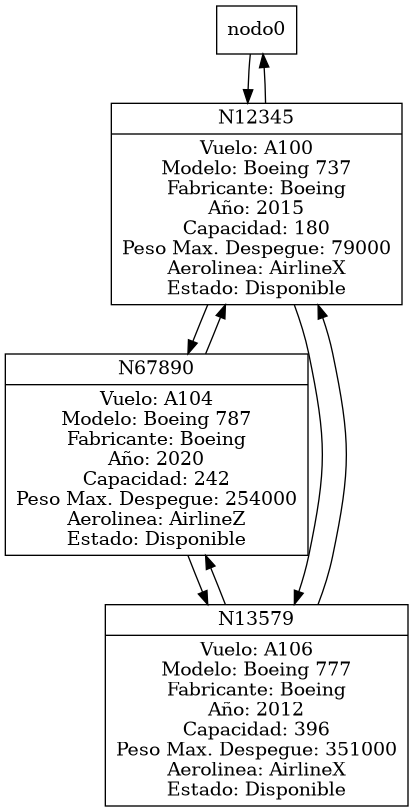 nodo0
N12345
Vuelo: A100
Modelo: Boeing 737
Fabricante: Boeing
Año: 2015
Capacidad: 180
Peso Max. Despegue: 79000
Aerolinea: AirlineX
Estado: Disponible
N67890
Vuelo: A104
Modelo: Boeing 787
Fabricante: Boeing
Año: 2020
Capacidad: 242
Peso Max. Despegue: 254000
Aerolinea: AirlineZ
Estado: Disponible
N13579
Vuelo: A106
Modelo: Boeing 777
Fabricante: Boeing
Año: 2012
Capacidad: 396
Peso Max. Despegue: 351000
Aerolinea: AirlineX
Estado: Disponible